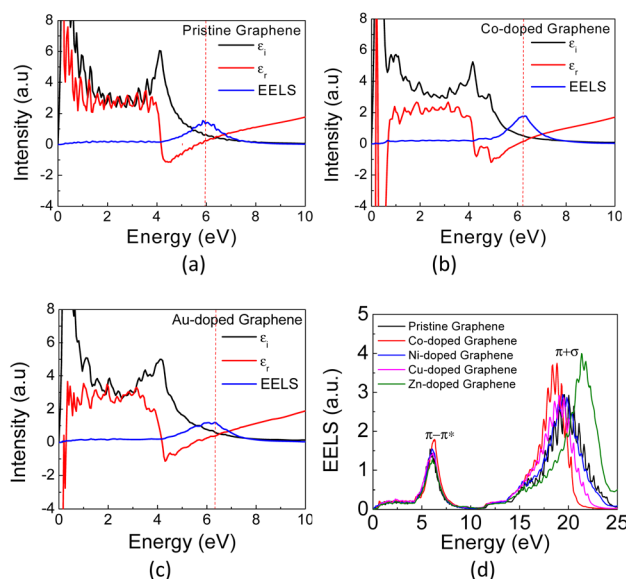 Pristine Graphene
εi
εr
EELS
Intensity (a.u)
8
6
4
2
0
-2
-4
0 2 4 6 8 10
Energy (eV)
(a)
Co-doped Graphene
εi
εr
EELS
Intensity (a.u)
8
6
4
2
0
-2
-4
0 2 4 6 8 10
Energy (eV)
(b)
Au-doped Graphene
εi
εr
EELS
Intensity (a.u)
8
6
4
2
0
-2
-4
0 2 4 6 8 10
Energy (eV)
(c)
Pristine Graphene
Co-doped Graphene
Ni-doped Graphene
Cu-doped Graphene
Zn-doped Graphene
π+σ
π−π*
EELS (a.u.)
5
4
3
2
1
0
0 5 10 15 20 25
Energy (eV)
(d)